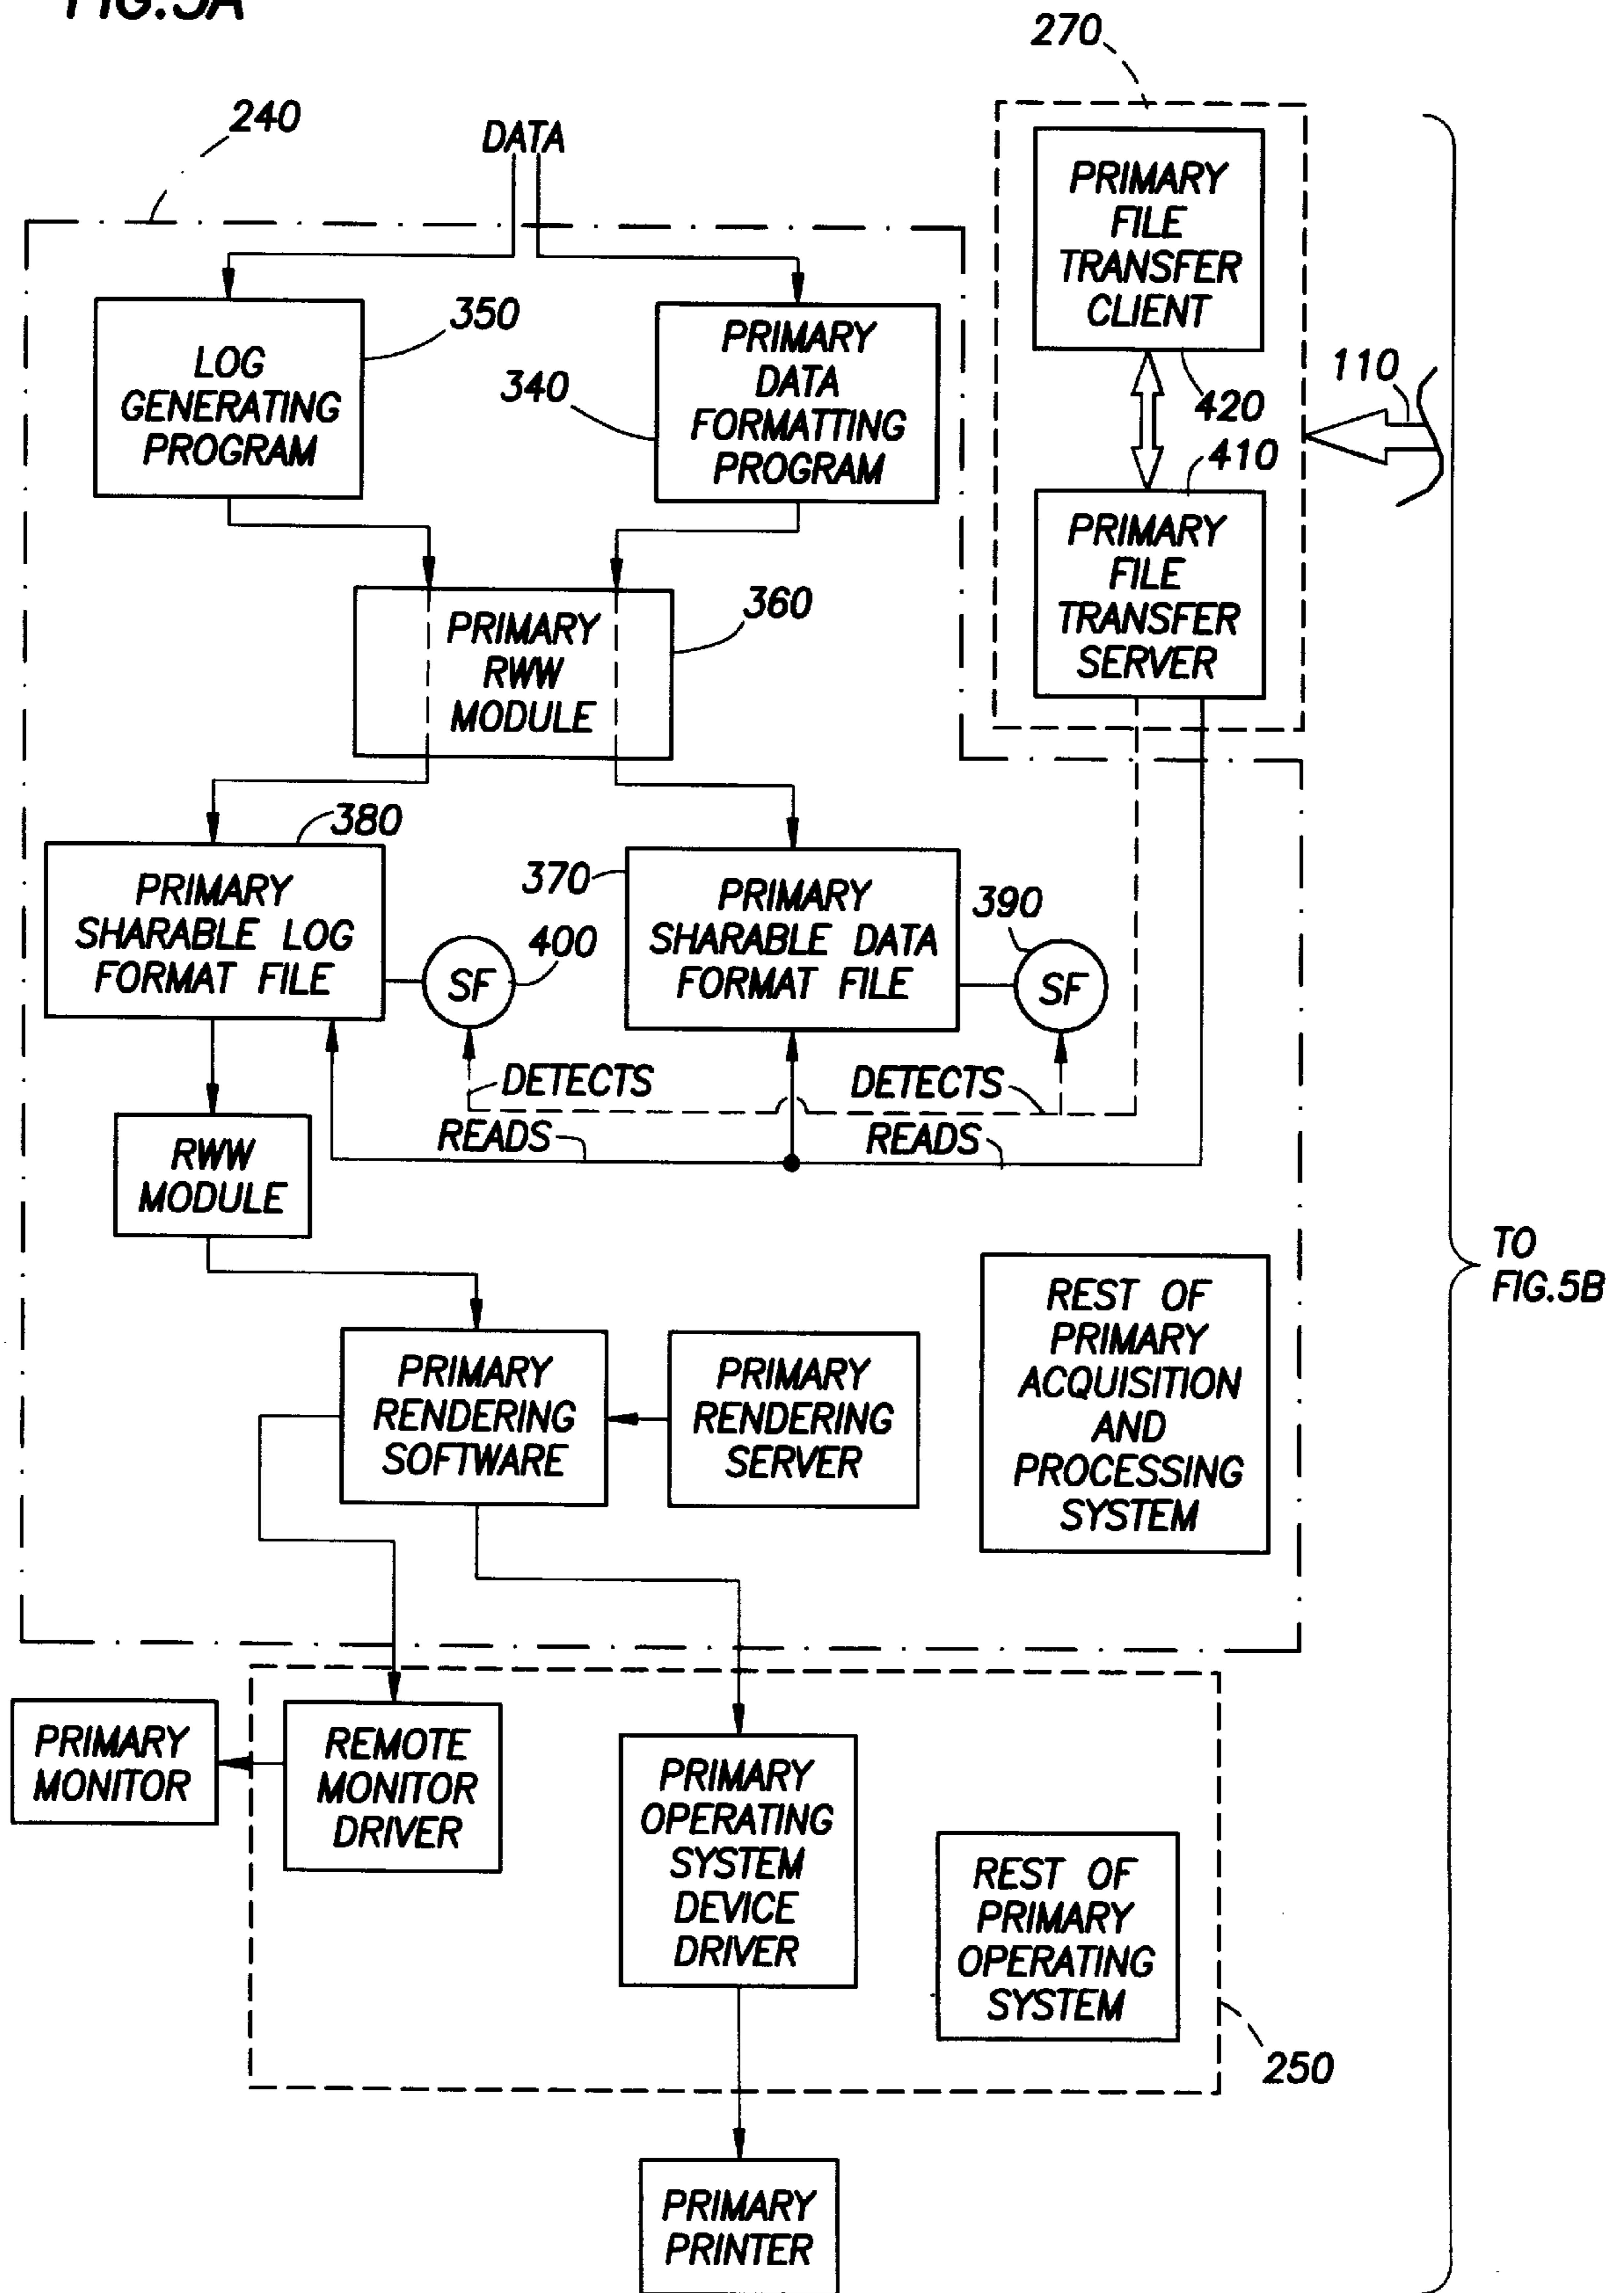 FIG.5A
270
240
DATA
PRIMARY
FILE
TRANSFER
CLIENT
350
LOG
GENERATING
PROGRAM
340
PRIMARY
DATA
FORMATTING
PROGRAM
110
420
410
PRIMARY
FILE
TRANSFER
SERVER
360
PRIMARY
RWW
MODULE
380
PRIMARY
SHARABLE LOG
FORMAT FILE
SF
400
370
PRIMARY
SHARABLE DATA
FORMAT FILE
390
SF
DETECTS
DETECTS
READS
READS
RWW
MODULE
TO
FIG.5B
PRIMARY
RENDERING
SOFTWARE
PRIMARY
RENDERING
SERVER
REST OF
PRIMARY
ACQUISITION
AND
PROCESSING
SYSTEM
PRIMARY
MONITOR
REMOTE
MONITOR
DRIVER
PRIMARY
OPERATING
SYSTEM
DEVICE
DRIVER
REST OF
PRIMARY
OPERATING
SYSTEM
250
PRIMARY
PRINTER